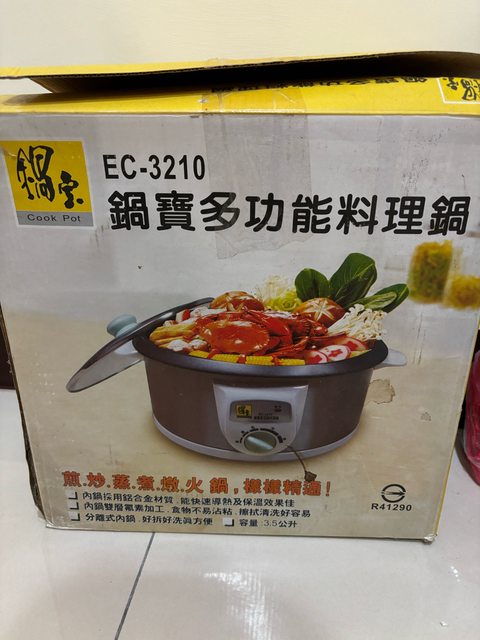 鍋寶
Cook Pot
EC-3210
鍋寶多功能料理鍋
鍋寶
煎.炒.蒸.煮.燉.火鍋，樣樣精通!
內鍋採用鋁合金材質.能快速導熱及保溫效果佳
內鍋雙層氟素加工.食物不易沾粘.擦拭清洗好容易
分離式內鍋.好拆好洗真方便 容量:3.5公升
R41290